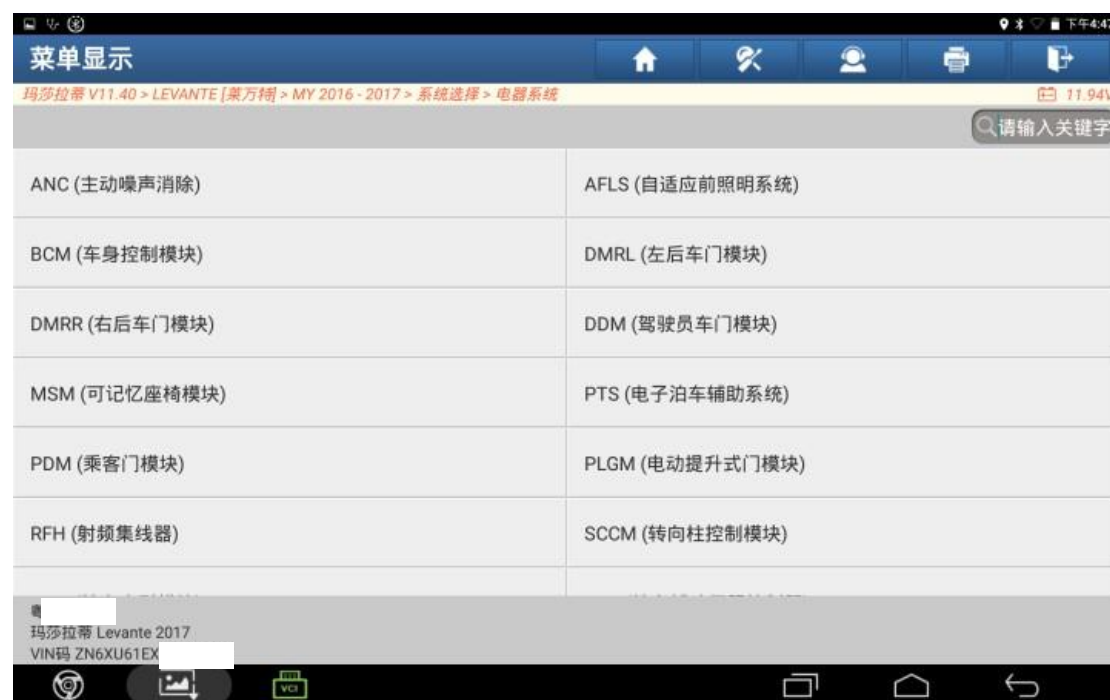 下午4:47
菜单显示
玛莎拉蒂 V11.40 > LEVANTE [莱万特] > MY 2016 - 2017 > 系统选择 > 电器系统
11.94V
请输入关键字
ANC (主动噪声消除)
AFLS (自适应前照明系统)
BCM (车身控制模块)
DMRL (左后车门模块)
DMRR (右后车门模块)
DDM (驾驶员车门模块)
MSM (可记忆座椅模块)
PTS (电子泊车辅助系统)
PDM (乘客门模块)
PLGM (电动提升式门模块)
RFH (射频集线器)
SCCM (转向柱控制模块)
玛莎拉蒂 Levante 2017
VIN码 ZN6XU61EX
VCI